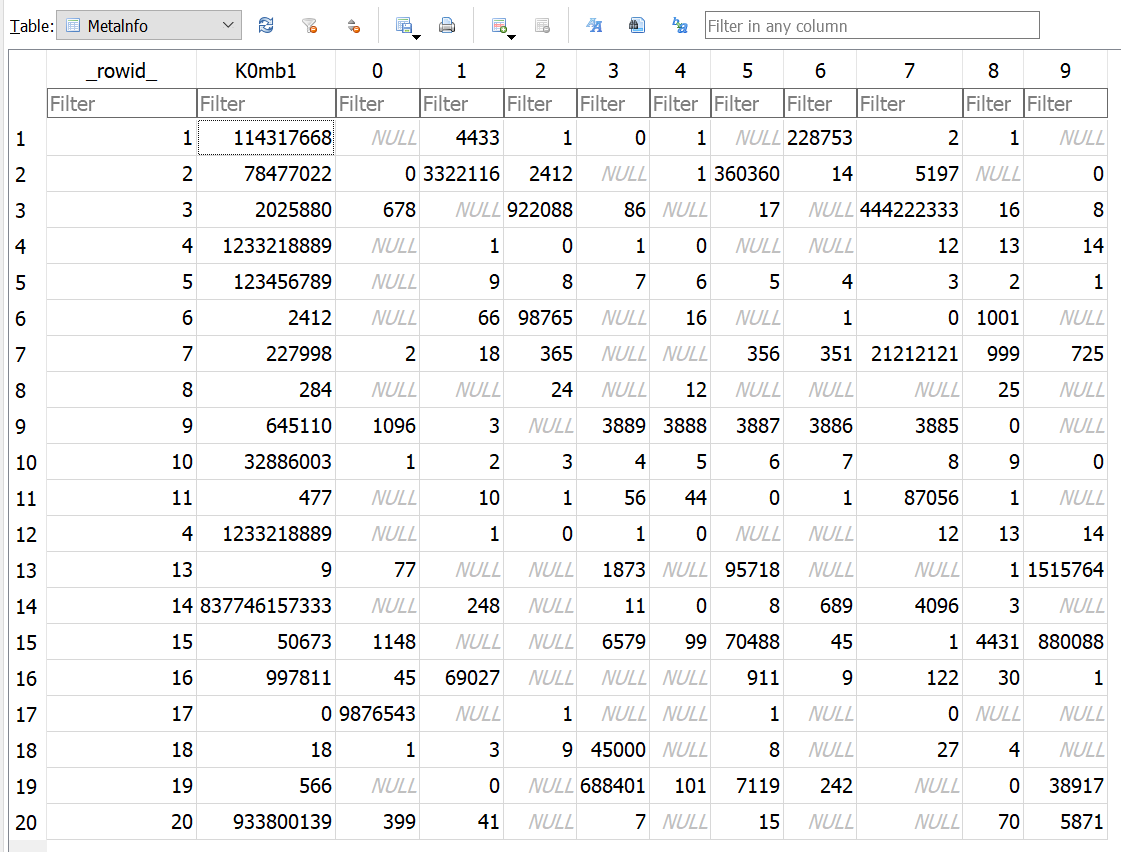 Table: MetaInfo Filter in any column
_rowid_ K0mb1 0 1 2 3 4 5 6 7 8 9
Filter Filter Filter Filter Filter Filter Filter Filter Filter Filter Filter Filter
1 1 114317668 NULL 4433 1 0 1 NULL 228753 2 1 NULL
2 2 78477022 0 3322116 2412 NULL 1 360360 14 5197 NULL 0
3 3 2025880 678 NULL 922088 86 NULL 17 NULL 444222333 16 8
4 4 1233218889 NULL 1 0 1 0 NULL NULL 12 13 14
5 5 123456789 NULL 9 8 7 6 5 4 3 2 1
6 6 2412 NULL 66 98765 NULL 16 NULL 1 0 1001 NULL
7 7 227998 2 18 365 NULL NULL 356 351 21212121 999 725
8 8 284 NULL NULL 24 NULL 12 NULL NULL NULL 25 NULL
9 9 645110 1096 3 NULL 3889 3888 3887 3886 3885 0 NULL
10 10 32886003 1 2 3 4 5 6 7 8 9 0
11 11 477 NULL 10 1 56 44 0 1 87056 1 NULL
12 4 1233218889 NULL 1 0 1 0 NULL NULL 12 13 14
13 13 9 77 NULL NULL 1873 NULL 95718 NULL NULL 1 1515764
14 14 837746157333 NULL 248 NULL 11 0 8 689 4096 3 NULL
15 15 50673 1148 NULL NULL 6579 99 70488 45 1 4431 880088
16 16 997811 45 69027 NULL NULL NULL 911 9 122 30 1
17 17 0 9876543 NULL 1 NULL NULL 1 NULL 0 NULL NULL
18 18 18 1 3 9 45000 NULL 8 NULL 27 4 NULL
19 19 566 NULL 0 NULL 688401 101 7119 242 NULL 0 38917
20 20 933800139 399 41 NULL 7 NULL 15 NULL NULL 70 5871